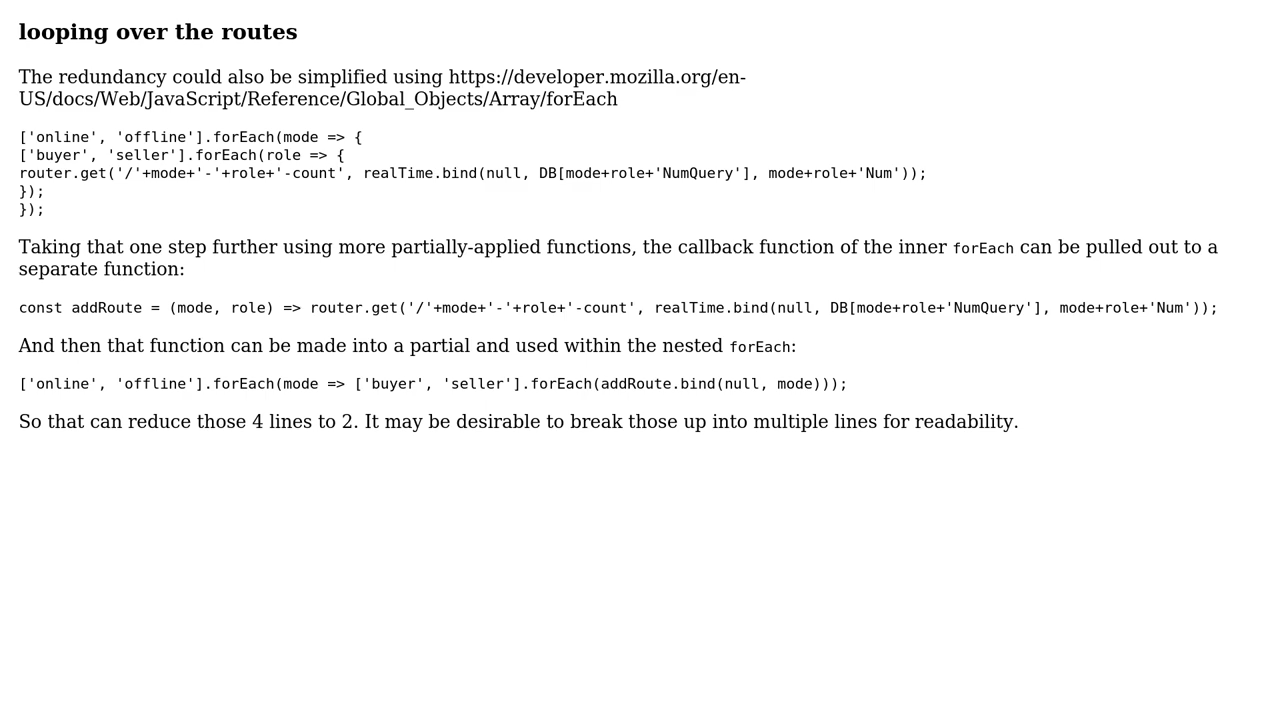 looping over the routes
The redundancy could also be simplified using https://developer.mozilla.org/en-
US/docs/Web/JavaScript/Reference/Global_Objects/Array/forEach
['online', 'offline'].forEach(mode => {
['buyer', 'seller'].forEach(role => {
router.get('/'+mode+'-'+role+'-count', realTime.bind(null, DB[mode+role+'NumQuery'], mode+role+'Num'));
});
});
Taking that one step further using more partially-applied functions, the callback function of the inner forEach can be pulled out to a
separate function:
const addRoute = (mode, role) => router.get('/'+mode+'-'+role+'-count', realTime.bind(null, DB[mode+role+'NumQuery'], mode+role+'Num'));
And then that function can be made into a partial and used within the nested forEach:
['online', 'offline'].forEach(mode => ['buyer', 'seller'].forEach(addRoute.bind(null, mode)));
So that can reduce those 4 lines to 2. It may be desirable to break those up into multiple lines for readability.